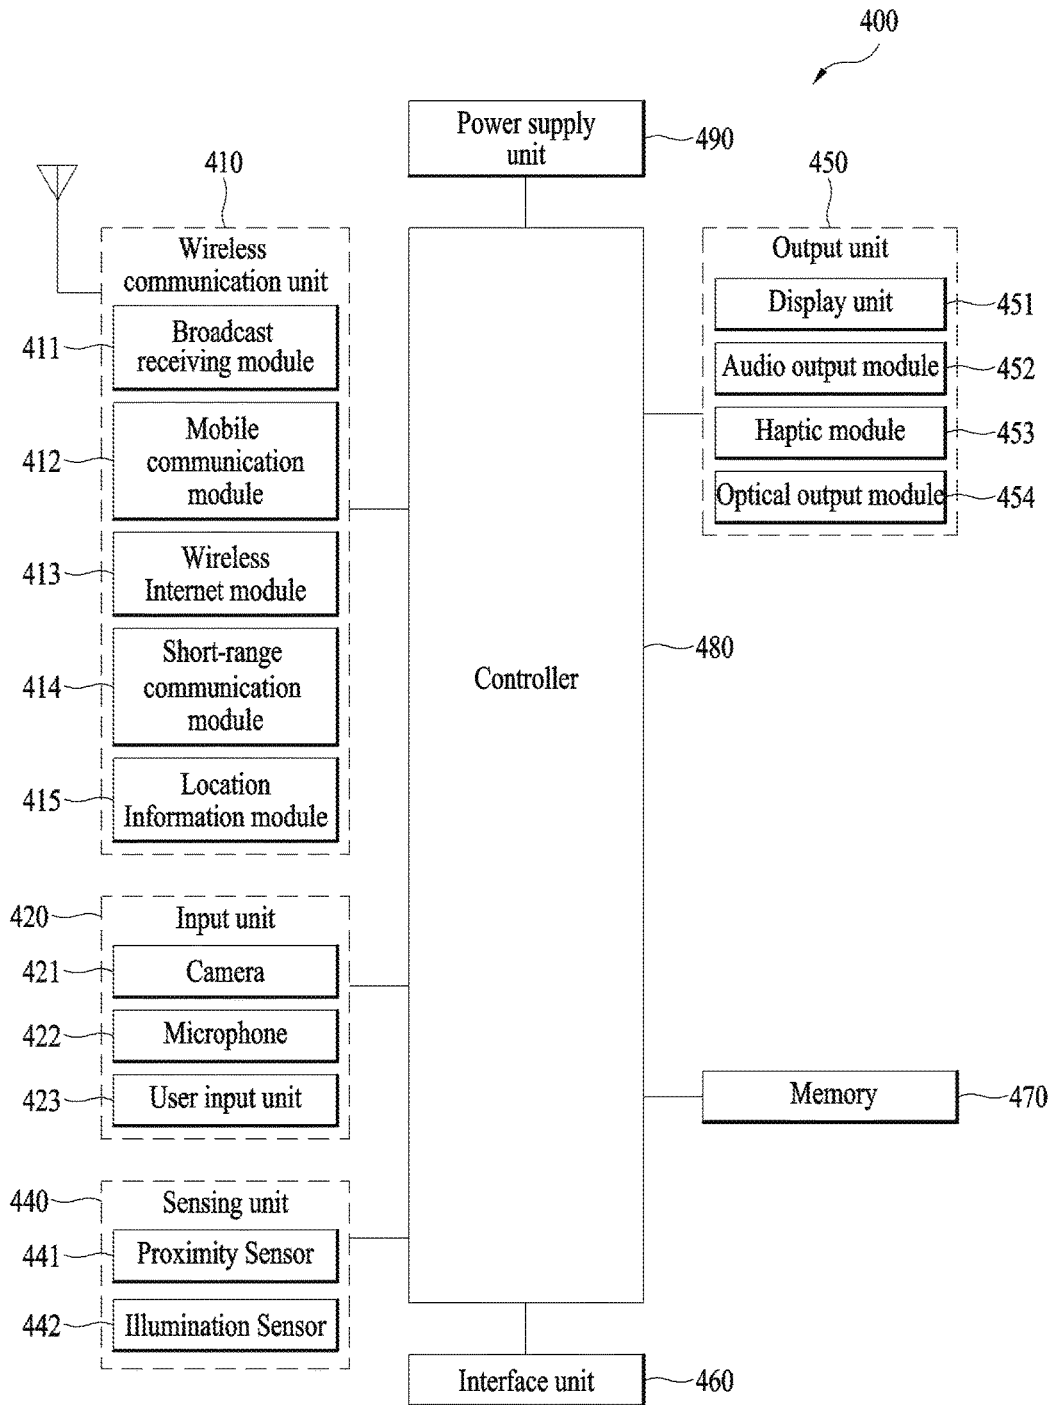 400
Power supply
unit
490
410
Wireless
communication unit
Broadcast
receiving module
411
Mobile
communication
module
412
Wireless
Internet module
413
Short-range
communication
module
414
Location
Information module
415
420
Input unit
421
Camera
422
Microphone
423
User input unit
440
Sensing unit
441
Proximity Sensor
442
Illumination Sensor
Controller
480
450
Output unit
Display unit
451
Audio output module
452
Haptic module
453
Optical output module
454
Memory
470
Interface unit
460